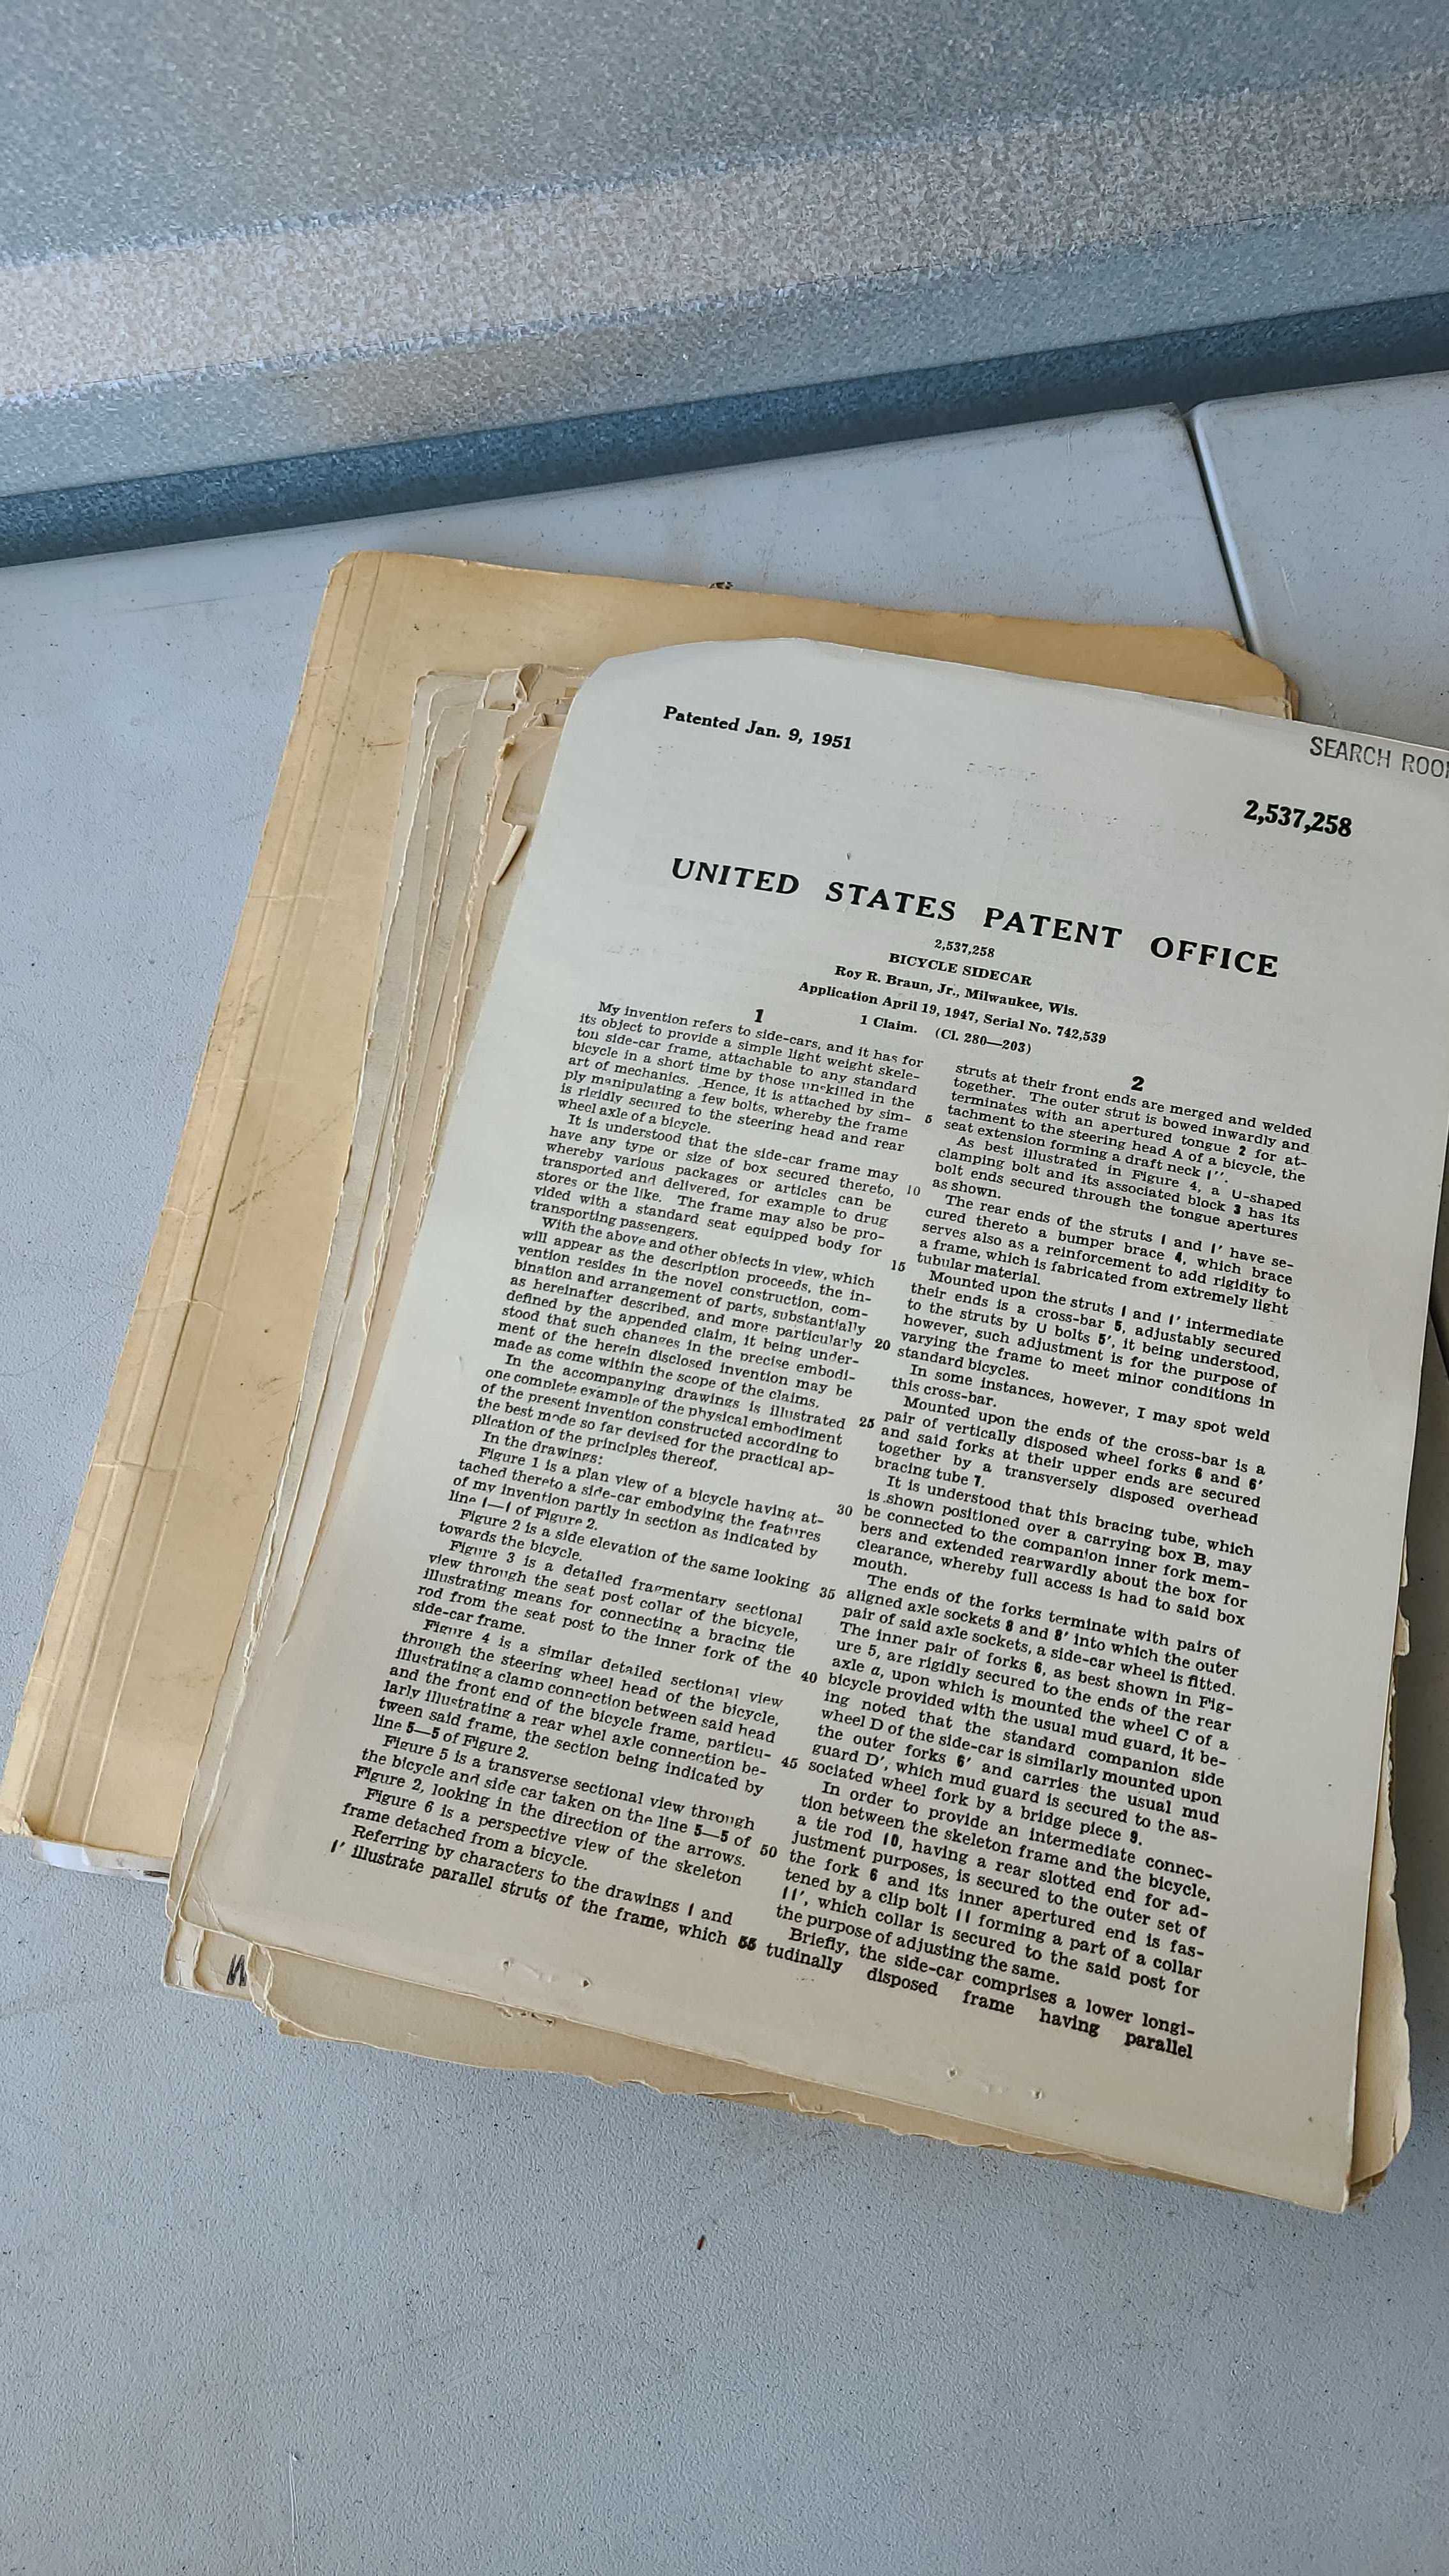 Patented Jan. 9, 1951
SEARCH ROO
2,537,258
UNITED STATES PATENT OFFICE
2,537,258
BICYCLE SIDECAR
Roy R. Braun, Jr., Milwaukee, Wis.
Application April 19, 1947, Serial No. 742,539
1 Claim. (Cl. 280—203)
1
My invention refers to side-cars, and it has for
its object to provide a simple light weight skele-
ton side-car frame, attachable to any standard
bicycle in a short time by those unskilled in the
art of mechanics. Hence, it is attached by sim-
ply manipulating a few bolts, whereby the frame
is rigidly secured to the steering head and rear
wheel axle of a bicycle.
It is understood that the side-car frame may
have any type or size of box secured thereto,
whereby various packages or articles can be
transported and delivered, for example to drug
stores or the like. The frame may also be pro-
vided with a standard seat equipped body for
transporting passengers.
With the above and other objects in view, which
will appear as the description proceeds, the in-
vention resides in the novel construction, com-
bination and arrangement of parts, substantially
as hereinafter described, and more particularly
defined by the appended claim, it being under-
stood that such changes in the precise embodi-
ment of the herein disclosed invention may be
made as come within the scope of the claims.
In the accompanying drawings is illustrated
one complete example of the physical embodiment
of the present invention constructed according to
the best mode so far devised for the practical ap-
plication of the principles thereof.
In the drawings:
Figure 1 is a plan view of a bicycle having at-
tached thereto a side-car embodying the features
of my invention partly in section as indicated by
line 1—1 of Figure 2.
Figure 2 is a side elevation of the same looking
towards the bicycle.
Figure 3 is a detailed fragmentary sectional
view through the seat post collar of the bicycle,
illustrating means for connecting a bracing tie
rod from the seat post to the inner fork of the
side-car frame.
Figure 4 is a similar detailed sectional view
through the steering wheel head of the bicycle,
illustrating a clamp connection between said head
and the front end of the bicycle frame, particu-
larly illustrating a rear whel axle connection be-
tween said frame, the section being indicated by
line 5—5 of Figure 2.
Figure 5 is a transverse sectional view through
the bicycle and side car taken on the line 5—5 of
Figure 2, looking in the direction of the arrows.
Figure 6 is a perspective view of the skeleton
frame detached from a bicycle.
Referring by characters to the drawings 1 and
1' illustrate parallel struts of the frame, which
2
struts at their front ends are merged and welded
together. The outer strut is bowed inwardly and
terminates with an apertured tongue 2 for at-
tachment to the steering head A of a bicycle, the
5 seat extension forming a draft neck 1''.
As best illustrated in Figure 4, a U-shaped
clamping bolt and its associated block 3 has its
bolt ends secured through the tongue apertures
as shown.
10 The rear ends of the struts 1 and 1' have se-
cured thereto a bumper brace 4, which brace
serves also as a reinforcement to add rigidity to
a frame, which is fabricated from extremely light
tubular material.
15 Mounted upon the struts 1 and 1' intermediate
their ends is a cross-bar 5, adjustably secured
to the struts by U bolts 5', it being understood,
however, such adjustment is for the purpose of
varying the frame to meet minor conditions in
20 standard bicycles.
In some instances, however, I may spot weld
this cross-bar.
Mounted upon the ends of the cross-bar is a
pair of vertically disposed wheel forks 6 and 6'
25 and said forks at their upper ends are secured
together by a transversely disposed overhead
bracing tube 7.
It is understood that this bracing tube, which
is shown positioned over a carrying box B, may
30 be connected to the companion inner fork mem-
bers and extended rearwardly about the box for
clearance, whereby full access is had to said box
mouth.
The ends of the forks terminate with pairs of
35 aligned axle sockets 8 and 8' into which the outer
pair of said axle sockets, a side-car wheel is fitted.
The inner pair of forks 6, as best shown in Fig-
ure 5, are rigidly secured to the ends of the rear
axle a, upon which is mounted the wheel C of a
40 bicycle provided with the usual mud guard, it be-
ing noted that the standard companion side
wheel D of the side-car is similarly mounted upon
the outer forks 6' and carries the usual mud
guard D', which mud guard is secured to the as-
45 sociated wheel fork by a bridge piece 9.
In order to provide an intermediate connec-
tion between the skeleton frame and the bicycle,
a tie rod 10, having a rear slotted end for ad-
justment purposes, is secured to the outer set of
50 the fork 6 and its inner apertured end is fas-
tened by a clip bolt 11 forming a part of a collar
11', which collar is secured to the said post for
the purpose of adjusting the same.
Briefly, the side-car comprises a lower longi-
55 tudinally disposed frame having parallel